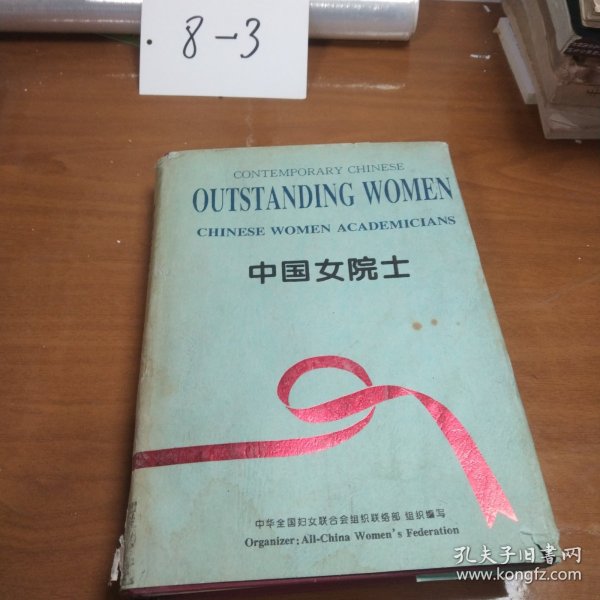 8-3
CONTEMPORARY CHINESE
OUTSTANDING WOMEN
CHINESE WOMEN ACADEMICIANS
中国女院士
中华全国妇女联合会组织联络部 组织编写
Organizer: All-China Women's Federation
孔夫子旧书网
www.kongfz.com